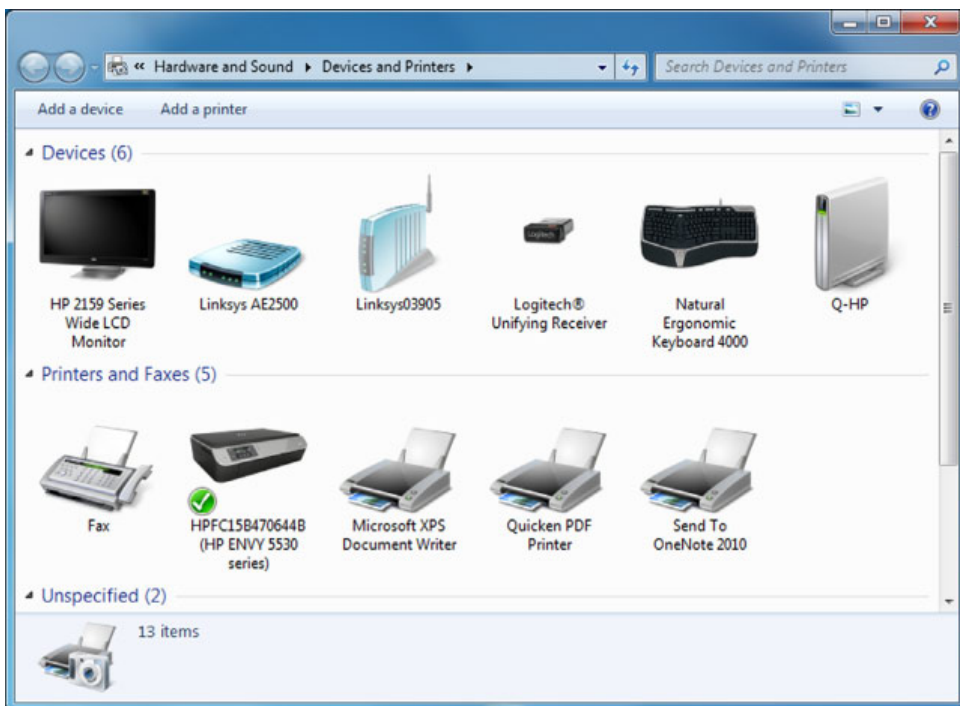 « Hardware and Sound ▸ Devices and Printers ▸
Search Devices and Printers
Add a device Add a printer
Devices (6)
HP 2159 Series
Wide LCD
Monitor
Linksys AE2500
Linksys03905
Logitech®
Unifying Receiver
Natural
Ergonomic
Keyboard 4000
Q-HP
Logitech
Printers and Faxes (5)
Fax
HPFC15B470644B
(HP ENVY 5530
series)
Microsoft XPS
Document Writer
Quicken PDF
Printer
Send To
OneNote 2010
Unspecified (2)
13 items